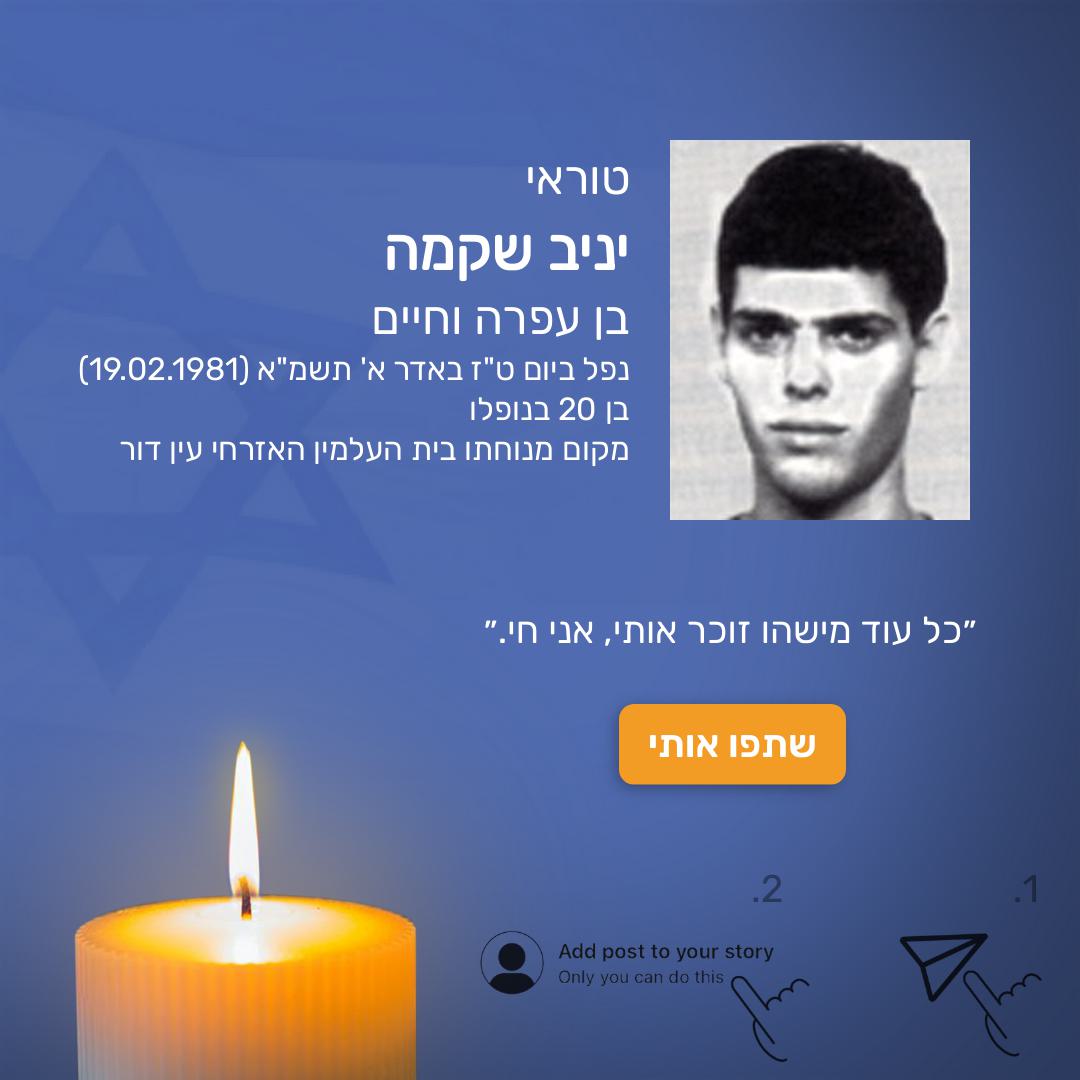 טוראי
יניב שקמה
בן עפרה וחיים
נפל ביום ט"ז באדר א' תשמ"א (19.02.1981)
בן 20 בנופלו
מקום מנוחתו בית העלמין האזרחי עין דור
״כל עוד מישהו זוכר אותי, אני חי.״
שתפו אותי
1.
2.
Add post to your story
Only you can do this